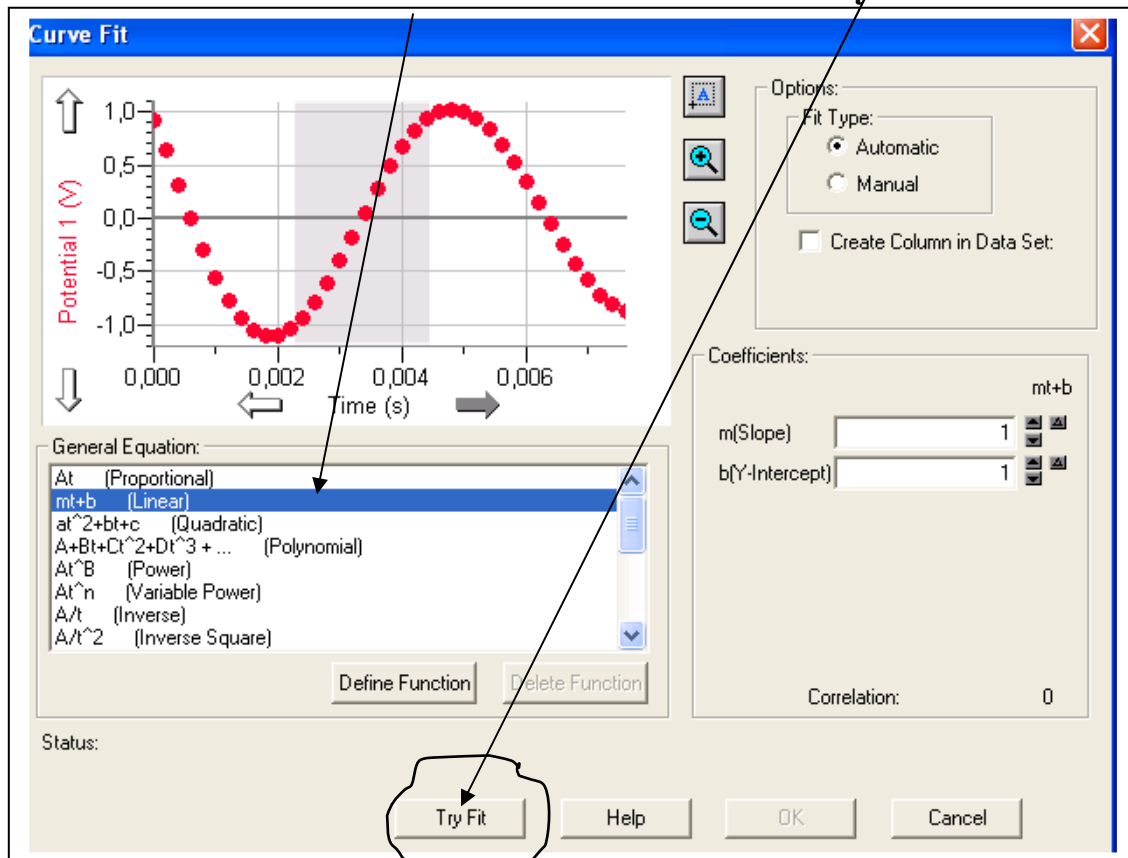 Curve Fit
1,0
0,5
0,0
-0,5
-1,0
Potential 1 (V)
0,000 0,002 0,004 0,006
Time (s)
A
Options:
Fit Type:
Automatic
Manual
Create Column in Data Set:
General Equation:
At (Proportional)
mt+b (Linear)
at^2+bt+c (Quadratic)
A+Bt+Ct^2+Dt^3 + ... (Polynomial)
At^B (Power)
At^n (Variable Power)
A/t (Inverse)
A/t^2 (Inverse Square)
Define Function Delete Function
Coefficients:
mt+b
m(Slope) 1
b(Y-Intercept) 1
Correlation: 0
Status:
Try Fit Help OK Cancel